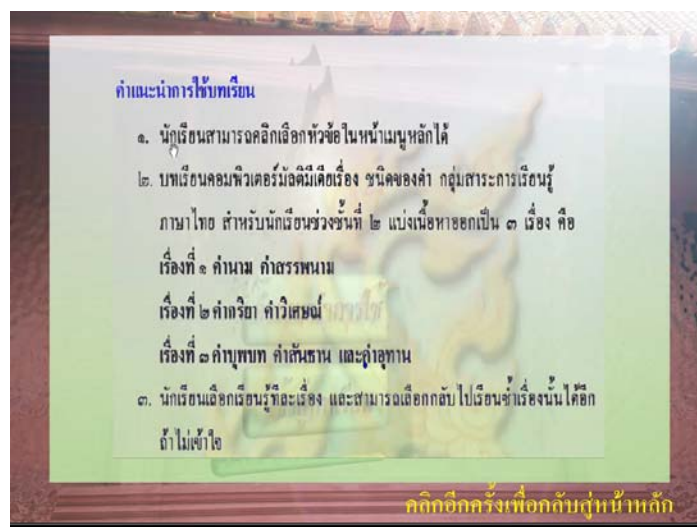 คำแนะนำการใช้บทเรียน
๑. นักเรียนสามารถคลิกเลือกหัวข้อในหน้าเมนูหลักได้
๒. บทเรียนคอมพิวเตอร์มัลติมีเดียเรื่อง ชนิดของคำ กลุ่มสาระการเรียนรู้
ภาษาไทย สำหรับนักเรียนช่วงชั้นที่ ๒ แบ่งเนื้อหาออกเป็น ๓ เรื่อง คือ
เรื่องที่ ๑ คำนาม คำสรรพนาม
เรื่องที่ ๒ คำกริยา คำวิเศษณ์
เรื่องที่ ๓ คำบุพบท คำสันธาน และคำอุทาน
๓. นักเรียนเลือกเรียนรู้ทีละเรื่อง และสามารถเลือกกลับไปเรียนซ้ำเรื่องนั้นได้อีก
ถ้าไม่เข้าใจ
คลิกอีกครั้งเพื่อกลับสู่หน้าหลัก